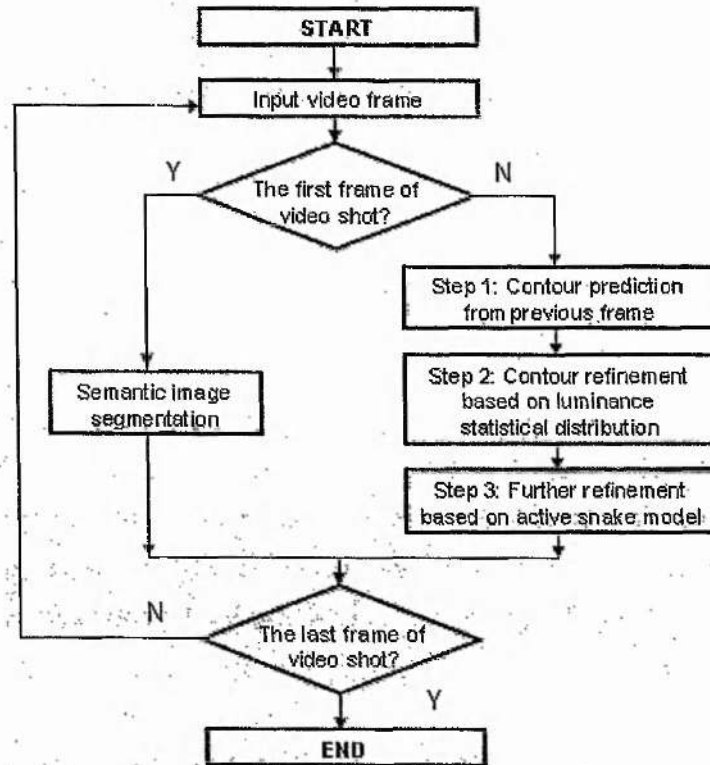 START
Input video frame
Y
N
The first frame of
video shot?
Step 1: Contour prediction
from previous frame
Semantic image
segmentation
Step 2: Contour refinement
based on luminance
statistical distribution
Step 3: Further refinement
based on active snake model
N
The last frame of
video shot?
Y
END